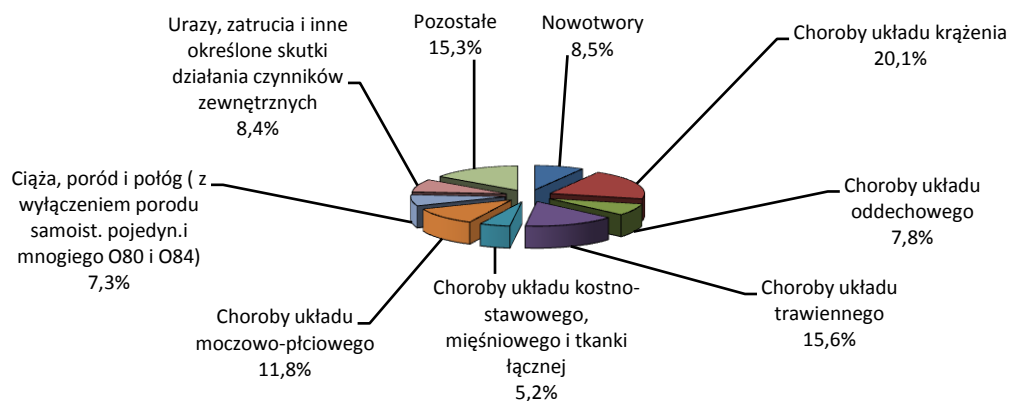 Urazy, zatrucia i inne
określone skutki
działania czynników
zewnętrznych
8,4%
Pozostałe
15,3%
Nowotwory
8,5%
Choroby układu krążenia
20,1%
Ciąża, poród i połóg ( z
wyłączeniem porodu
samoist. pojedyn.i
mnogiego O80 i O84)
7,3%
Choroby układu
oddechowego
7,8%
Choroby układu
moczowo-płciowego
11,8%
Choroby układu kostno-
stawowego,
mięśniowego i tkanki
łącznej
5,2%
Choroby układu
trawiennego
15,6%